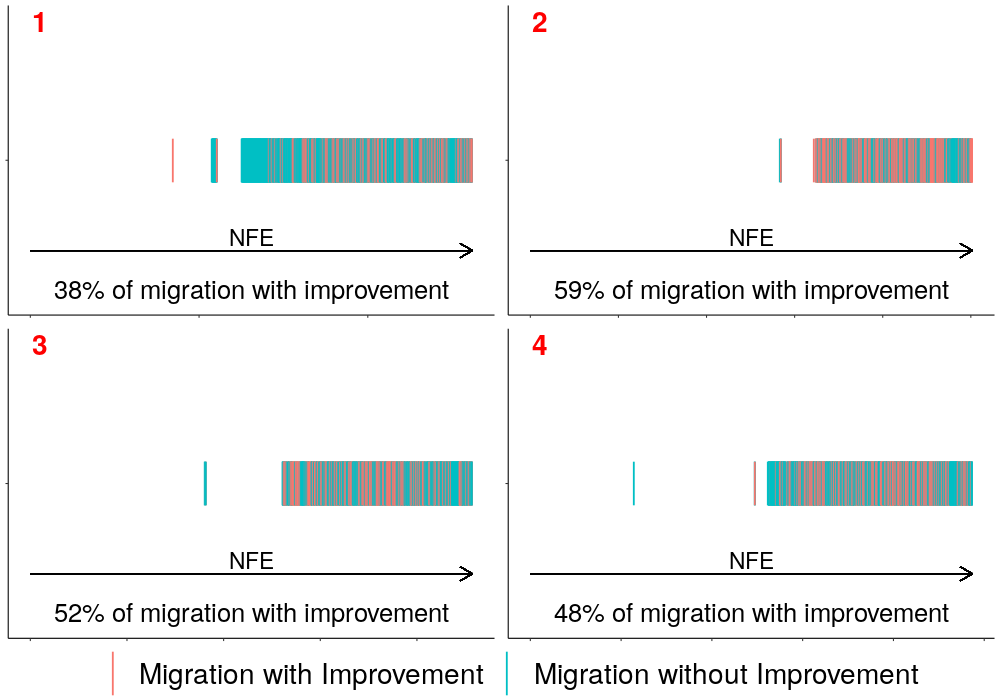 1
NFE
38% of migration with improvement
2
NFE
59% of migration with improvement
3
NFE
52% of migration with improvement
4
NFE
48% of migration with improvement
Migration with Improvement
Migration without Improvement